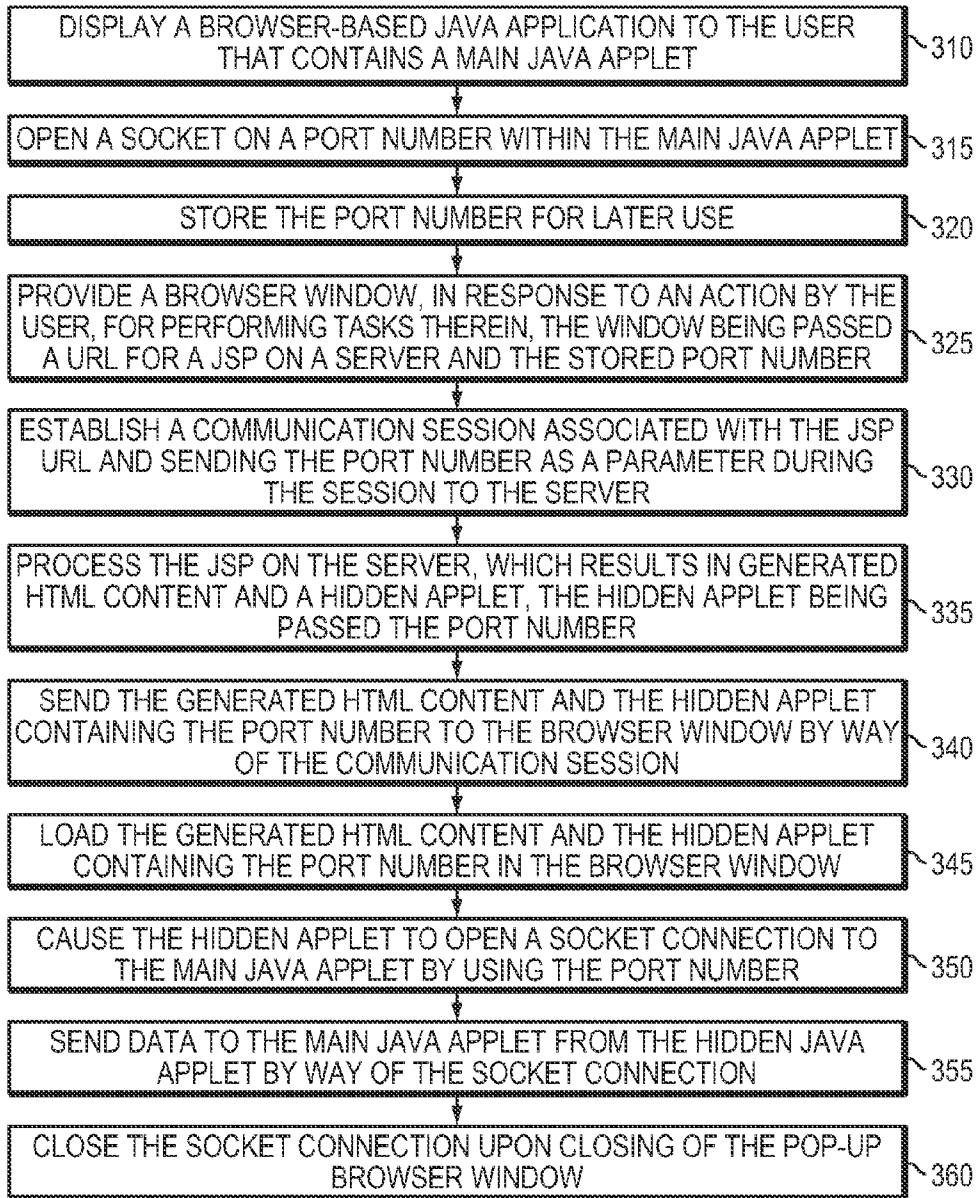 DISPLAY A BROWSER-BASED JAVA APPLICATION TO THE USER
THAT CONTAINS A MAIN JAVA APPLET
310
OPEN A SOCKET ON A PORT NUMBER WITHIN THE MAIN JAVA APPLET
315
STORE THE PORT NUMBER FOR LATER USE
320
PROVIDE A BROWSER WINDOW, IN RESPONSE TO AN ACTION BY THE
USER, FOR PERFORMING TASKS THEREIN, THE WINDOW BEING PASSED
A URL FOR A JSP ON A SERVER AND THE STORED PORT NUMBER
325
ESTABLISH A COMMUNICATION SESSION ASSOCIATED WITH THE JSP
URL AND SENDING THE PORT NUMBER AS A PARAMETER DURING
THE SESSION TO THE SERVER
330
PROCESS THE JSP ON THE SERVER, WHICH RESULTS IN GENERATED
HTML CONTENT AND A HIDDEN APPLET, THE HIDDEN APPLET BEING
PASSED THE PORT NUMBER
335
SEND THE GENERATED HTML CONTENT AND THE HIDDEN APPLET
CONTAINING THE PORT NUMBER TO THE BROWSER WINDOW BY WAY
OF THE COMMUNICATION SESSION
340
LOAD THE GENERATED HTML CONTENT AND THE HIDDEN APPLET
CONTAINING THE PORT NUMBER IN THE BROWSER WINDOW
345
CAUSE THE HIDDEN APPLET TO OPEN A SOCKET CONNECTION TO
THE MAIN JAVA APPLET BY USING THE PORT NUMBER
350
SEND DATA TO THE MAIN JAVA APPLET FROM THE HIDDEN JAVA
APPLET BY WAY OF THE SOCKET CONNECTION
355
CLOSE THE SOCKET CONNECTION UPON CLOSING OF THE POP-UP
BROWSER WINDOW
360